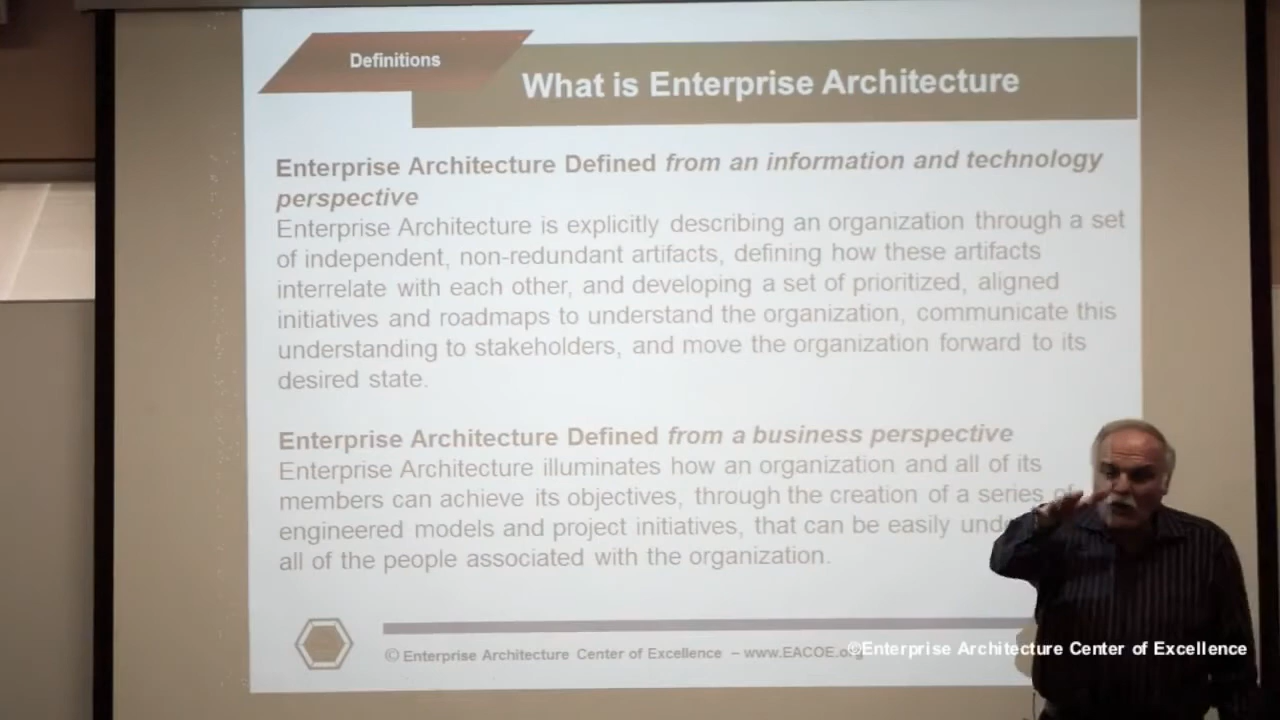 Definitions
What is Enterprise Architecture
Enterprise Architecture Defined from an information and technology
perspective
Enterprise Architecture is explicitly describing an organization through a set
of independent, non-redundant artifacts, defining how these artifacts
interrelate with each other, and developing a set of prioritized, aligned
initiatives and roadmaps to understand the organization, communicate this
understanding to stakeholders, and move the organization forward to its
desired state.
Enterprise Architecture Defined from a business perspective
Enterprise Architecture illuminates how an organization and all of its
members can achieve its objectives, through the creation of a series of
engineered models and project initiatives, that can be easily
all of the people associated with the organization.
© Enterprise Architecture Center of Excellence – www.EACOE.org
©Enterprise Architecture Center of Excellence